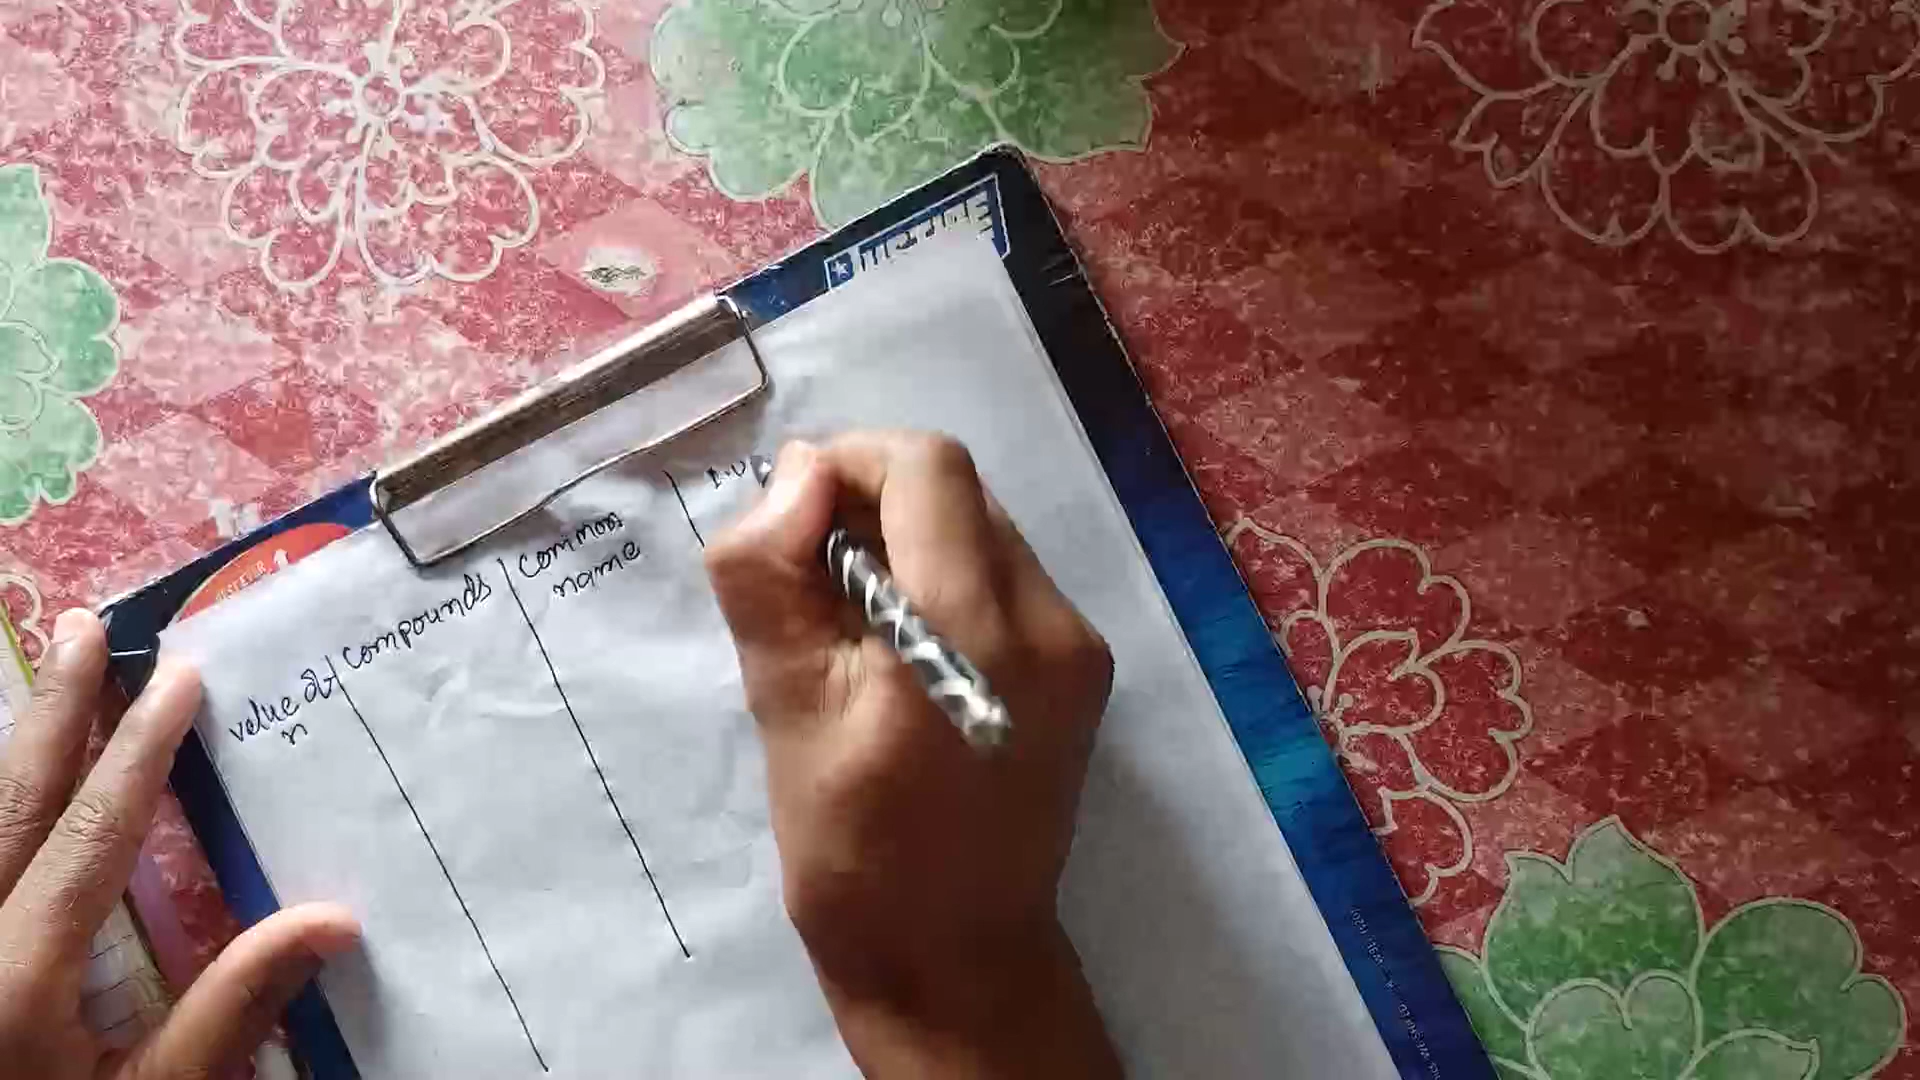 value of
n
compounds
common
name
I.U